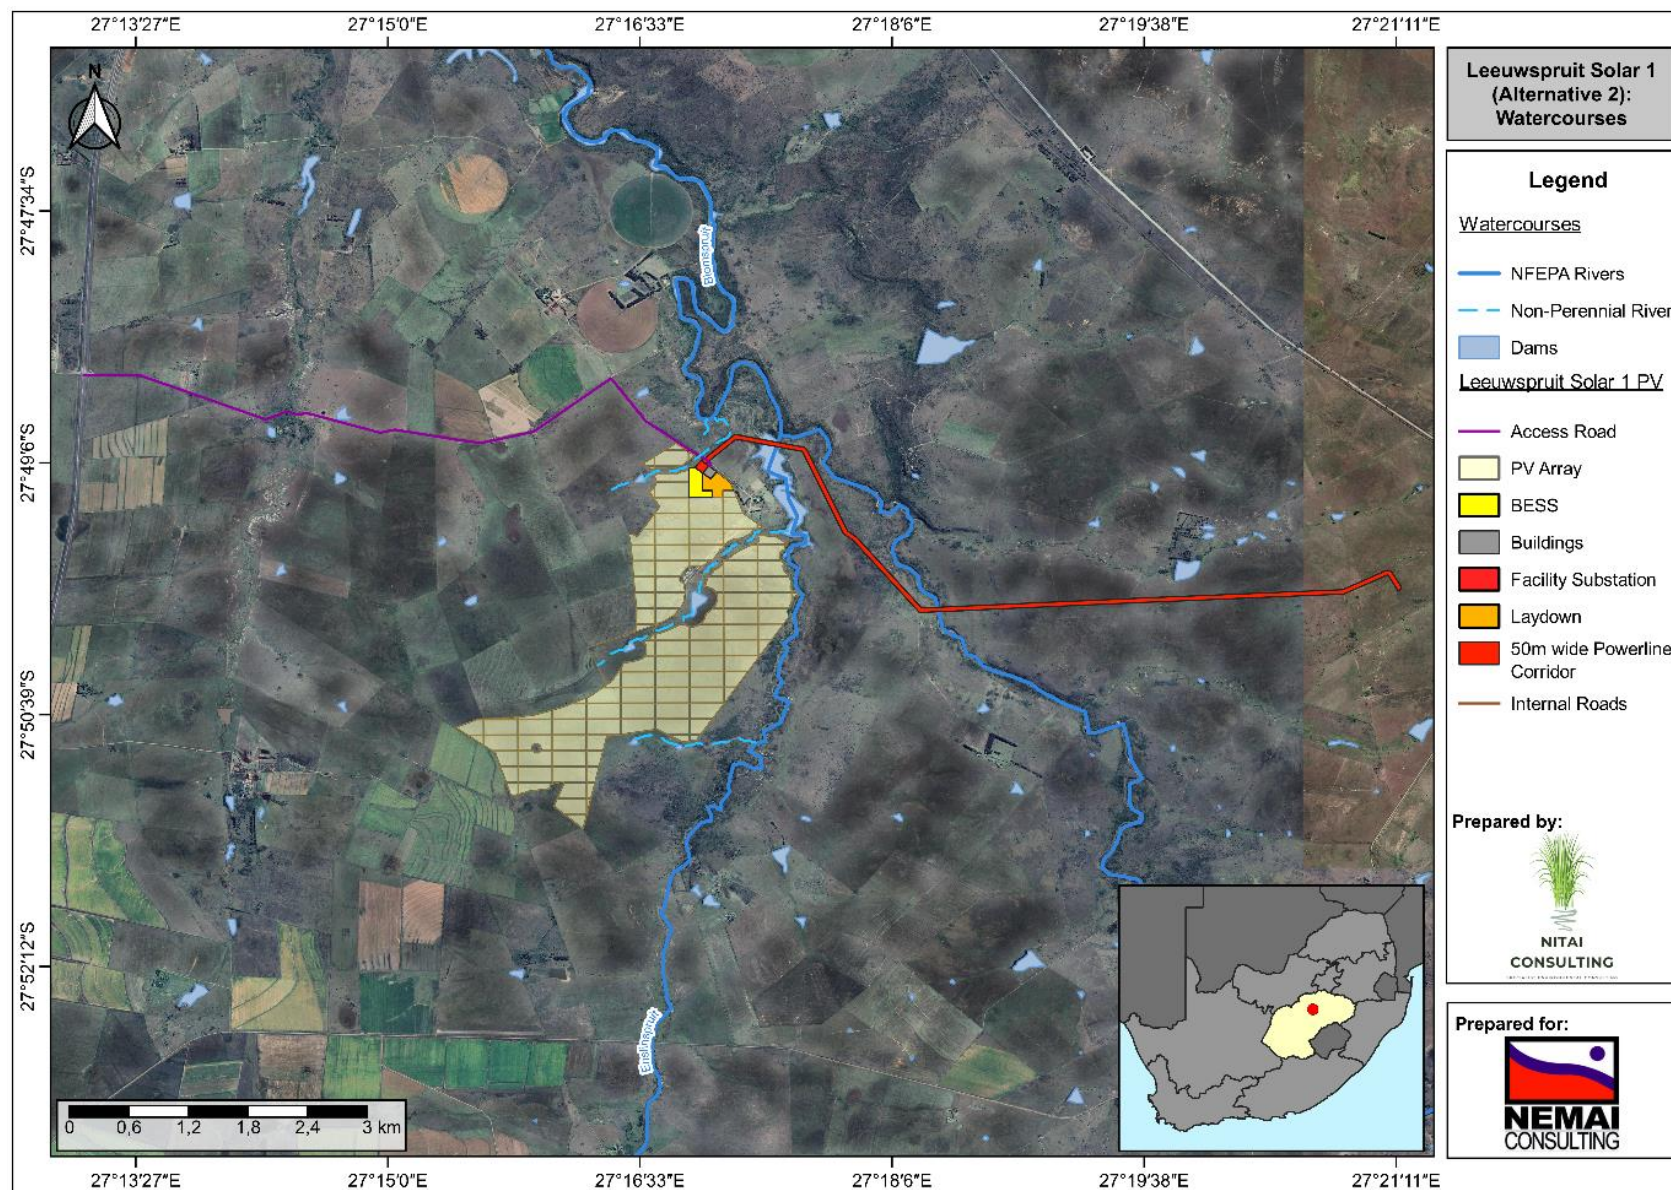 27°13'27"E 27°15'0"E 27°16'33"E 27°18'6"E 27°19'38"E 27°21'11"E
Leeuwspruit Solar 1
(Alternative 2):
Watercourses
N
27°47'34"S
27°49'6"S
27°50'39"S
27°52'12"S
Blomspruit
Enslinspruit
Legend
Watercourses
NFEPA Rivers
Non-Perennial River
Dams
Leeuwspruit Solar 1 PV
Access Road
PV Array
BESS
Buildings
Facility Substation
Laydown
50m wide Powerline
Corridor
Internal Roads
Prepared by:
NITAI
CONSULTING
Prepared for:
NEMAI
CONSULTING
0 0,6 1,2 1,8 2,4 3 km
27°13'27"E 27°15'0"E 27°16'33"E 27°18'6"E 27°19'38"E 27°21'11"E